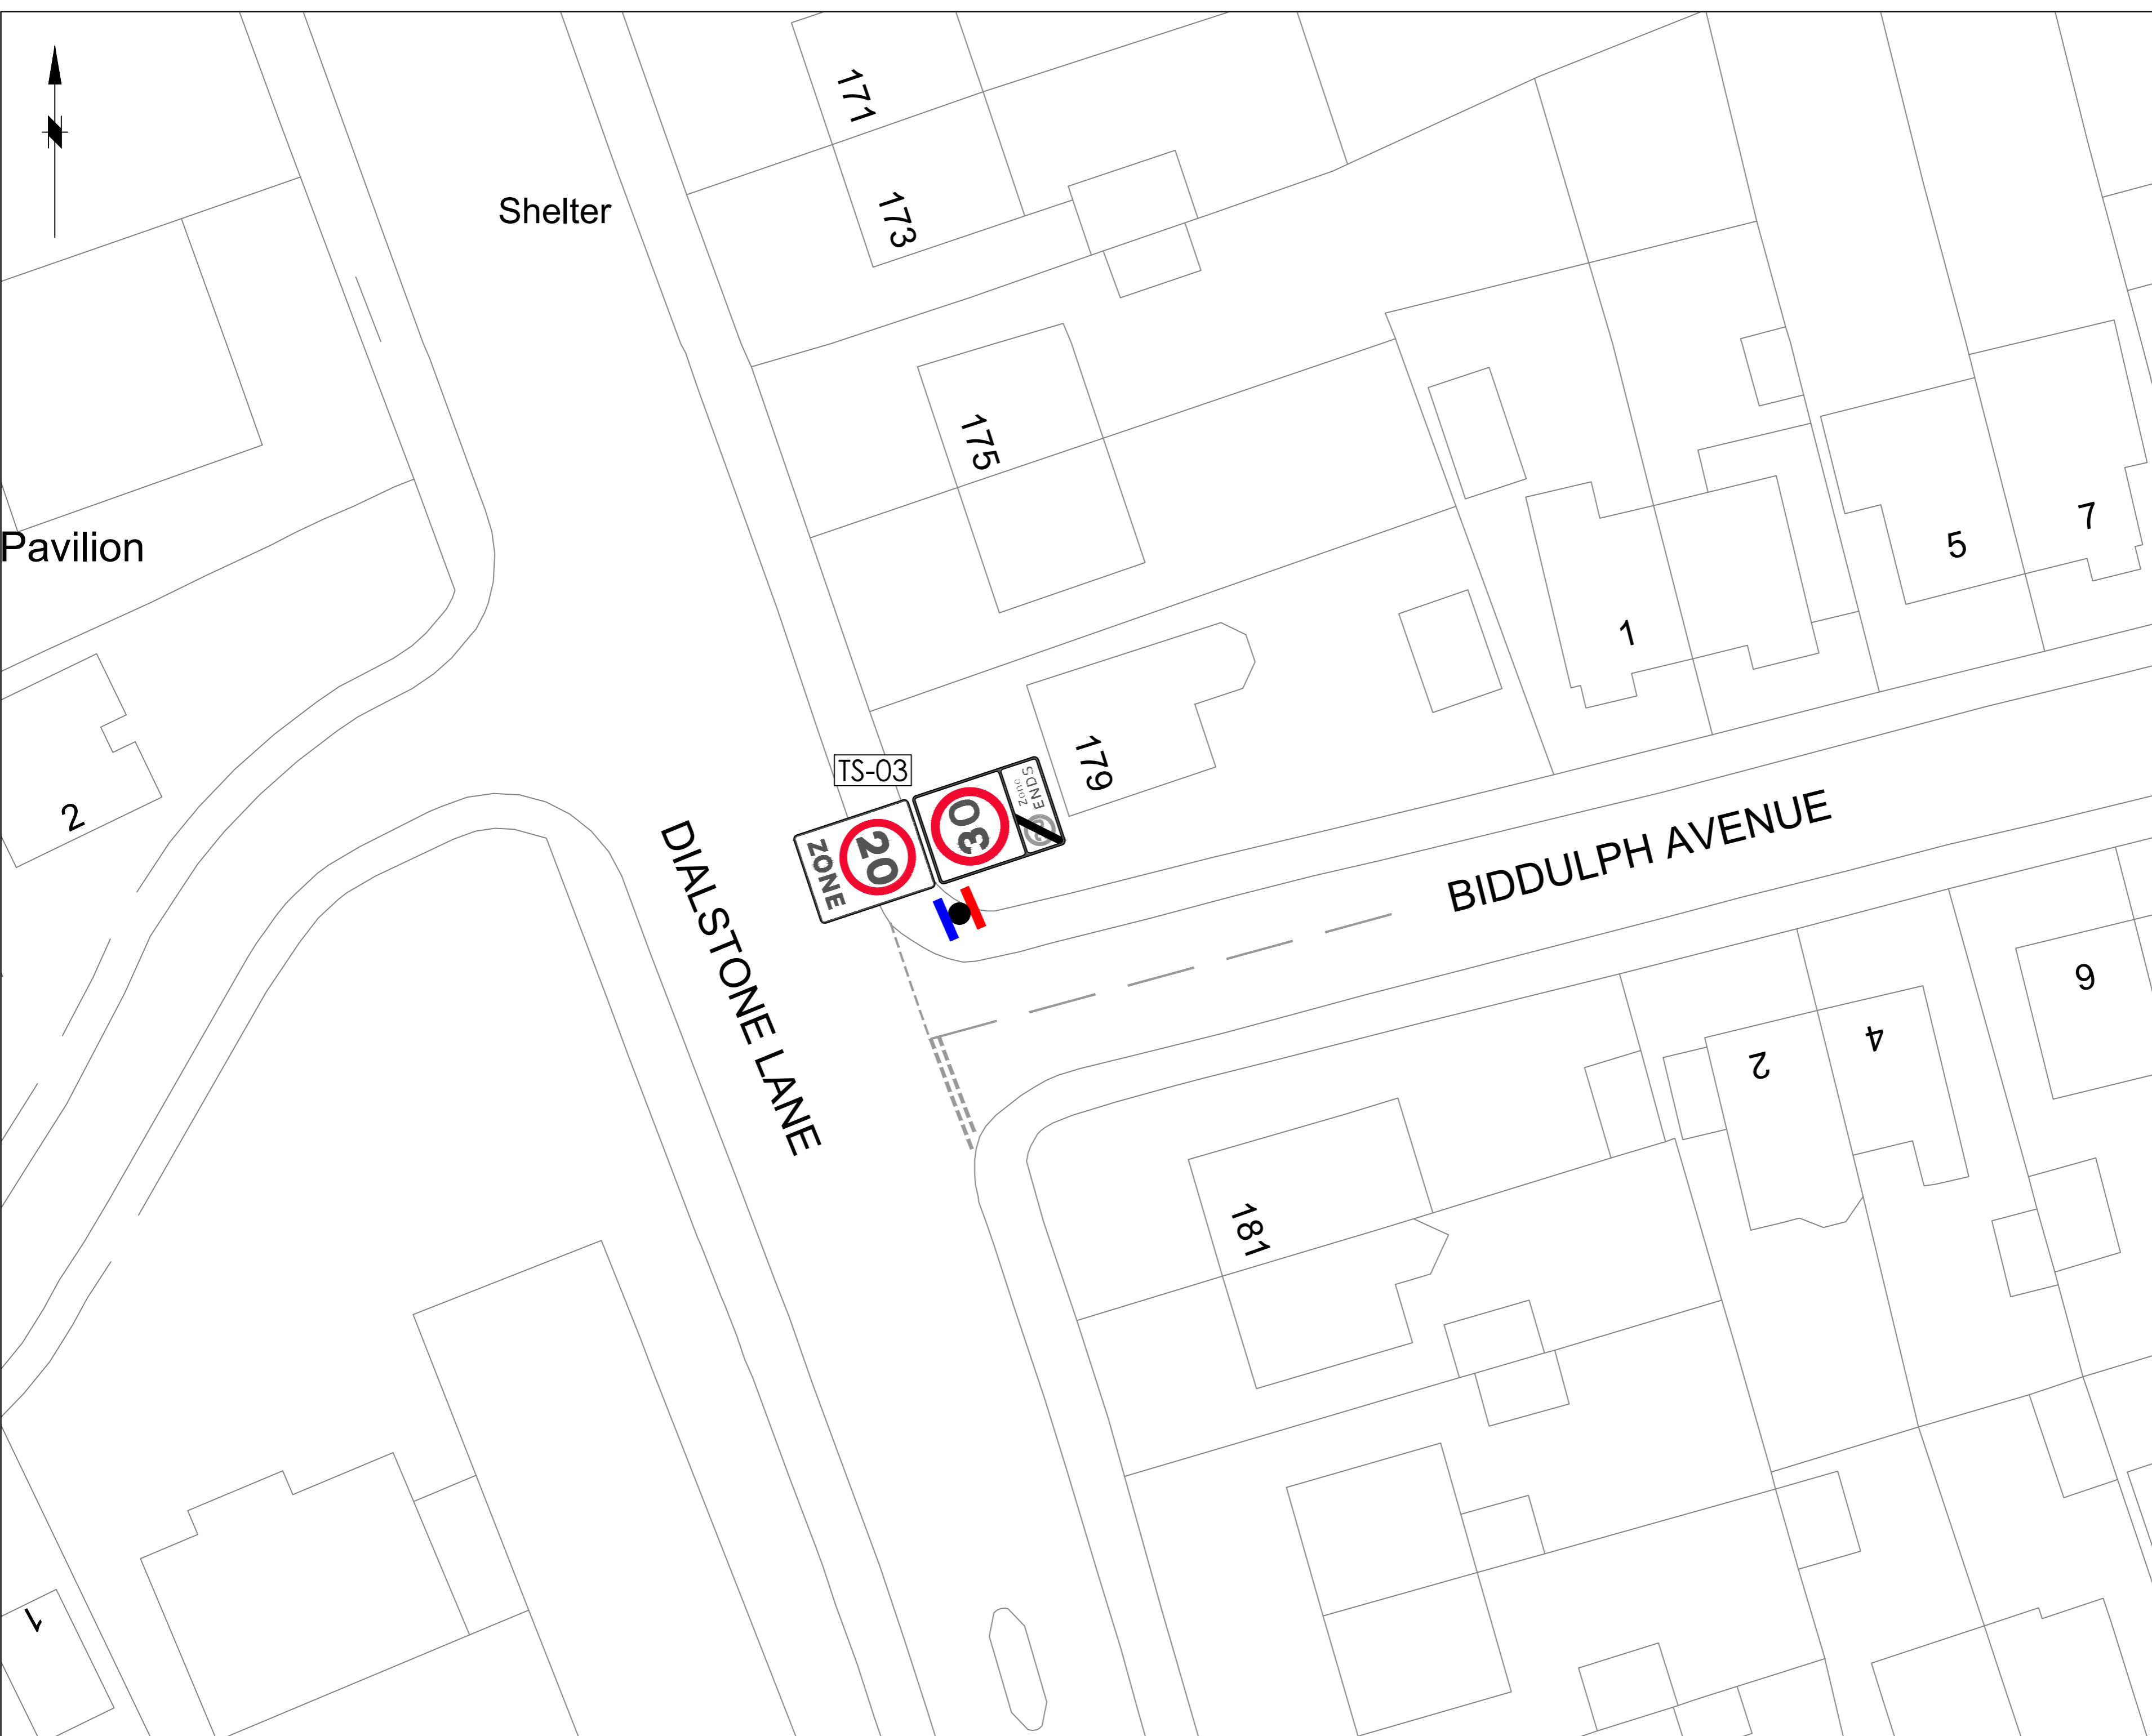 171
Shelter
173
175
Pavilion
7
5
1
179
TS-03
2
20
ZONE
30
Zone
ENDS
BIDDULPH AVENUE
DIALSTONE LANE
9
4
2
181
1